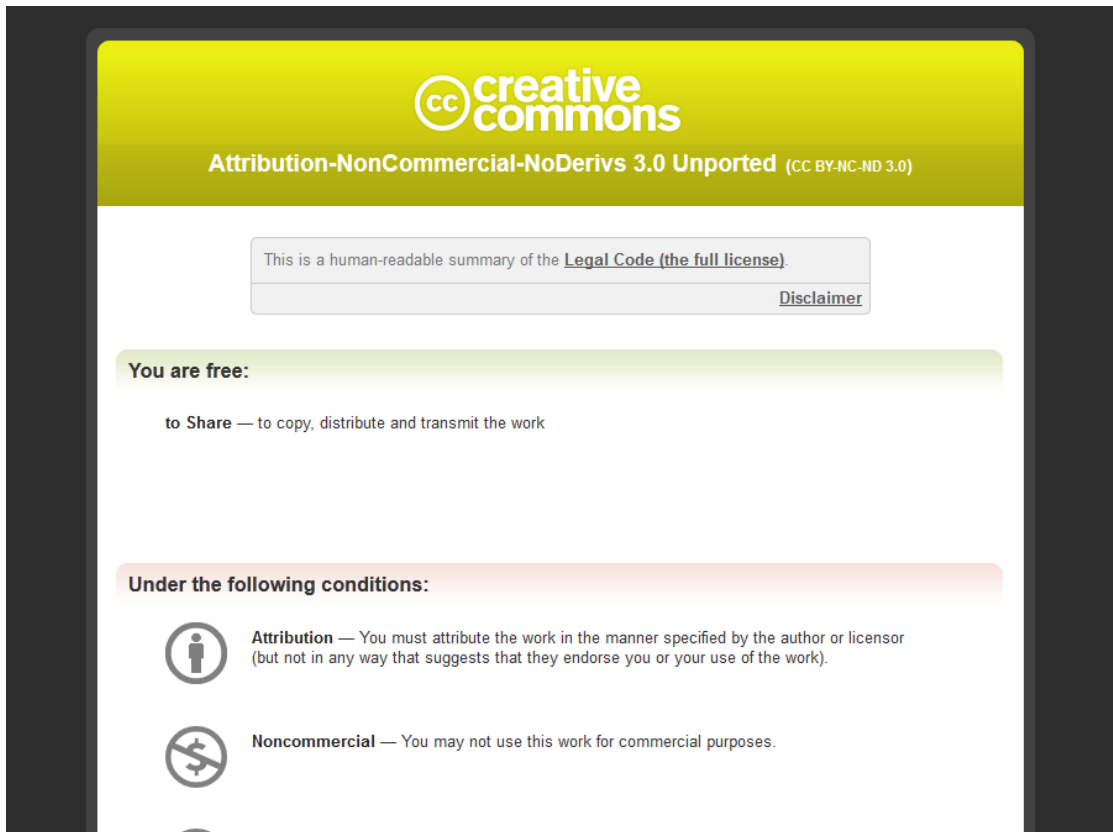 cc creative
commons
Attribution-NonCommercial-NoDerivs 3.0 Unported (CC BY-NC-ND 3.0)
This is a human-readable summary of the Legal Code (the full license).
Disclaimer
You are free:
to Share — to copy, distribute and transmit the work
Under the following conditions:
Attribution — You must attribute the work in the manner specified by the author or licensor
(but not in any way that suggests that they endorse you or your use of the work).
Noncommercial — You may not use this work for commercial purposes.